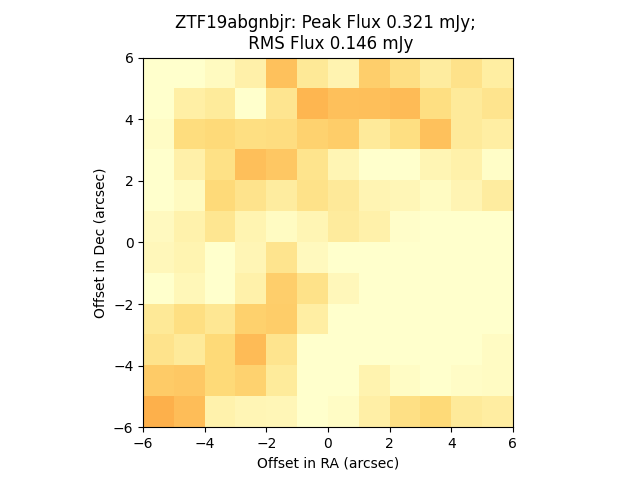 ZTF19abgnbjr: Peak Flux 0.321 mJy;
RMS Flux 0.146 mJy
6
4
2
0
−2
−4
−6
Offset in Dec (arcsec)
−6 −4 −2 0 2 4 6
Offset in RA (arcsec)